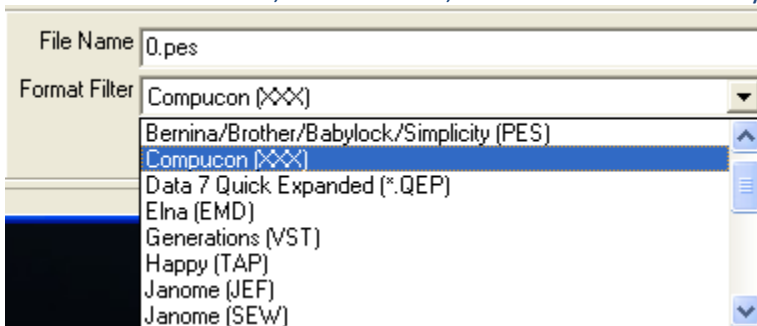 File Name 0.pes
Format Filter Compucon (XXX)
Bernina/Brother/Babylock/Simplicity (PES)
Compucon (XXX)
Data 7 Quick Expanded (*.QEP)
Elna (EMD)
Generations (VST)
Happy (TAP)
Janome (JEF)
Janome (SEW)